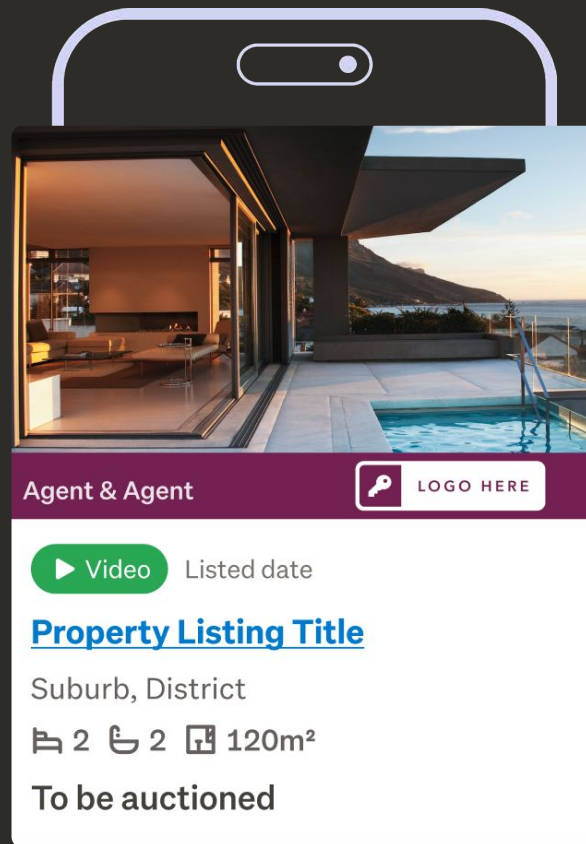 Agent & Agent
LOGO HERE
Video Listed date
Property Listing Title
Suburb, District
2 2 120m²
To be auctioned